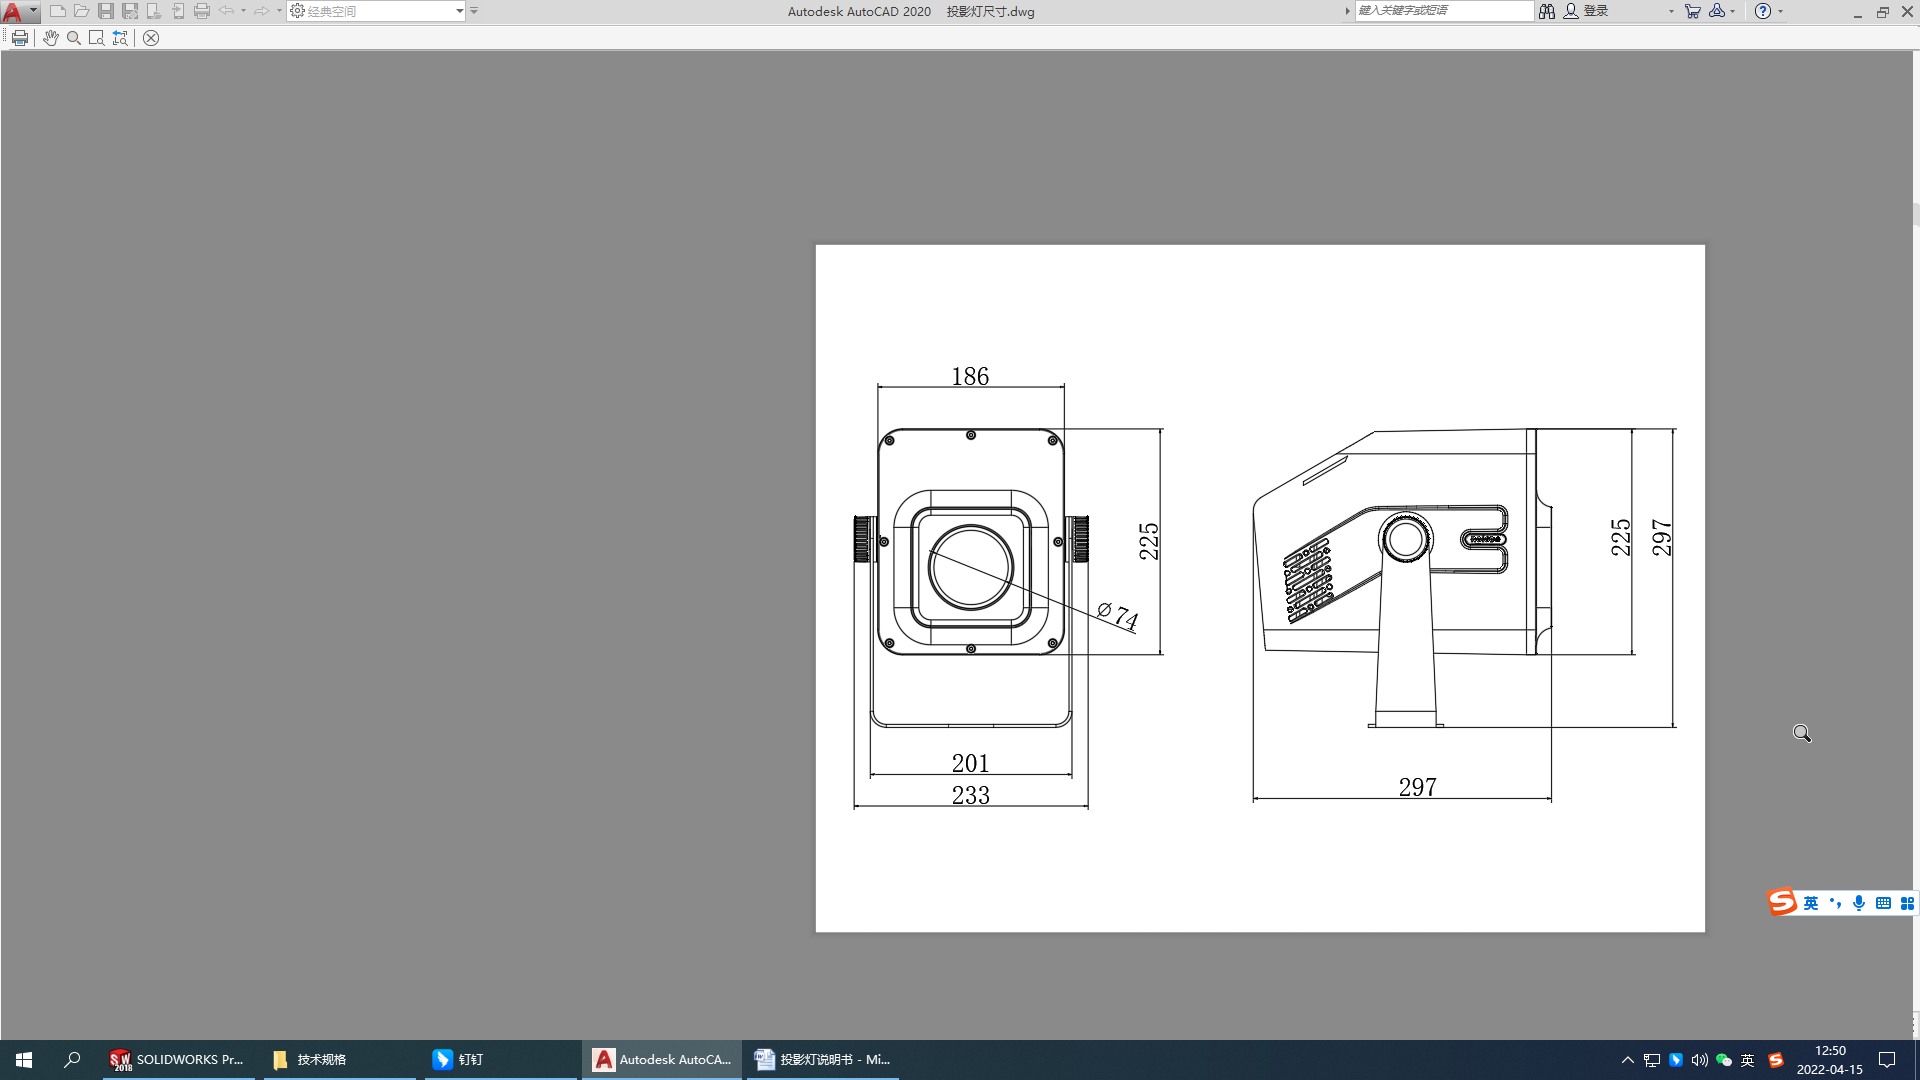 经典空间
Autodesk AutoCAD 2020 投影灯尺寸.dwg
键入关键字或短语
登录
186
225
⌀74
201
233
225
297
297
英
SOLIDWORKS Pr...
技术规格
钉钉
Autodesk AutoCA...
投影灯说明书 - Mi...
英
12:50
2022-04-15